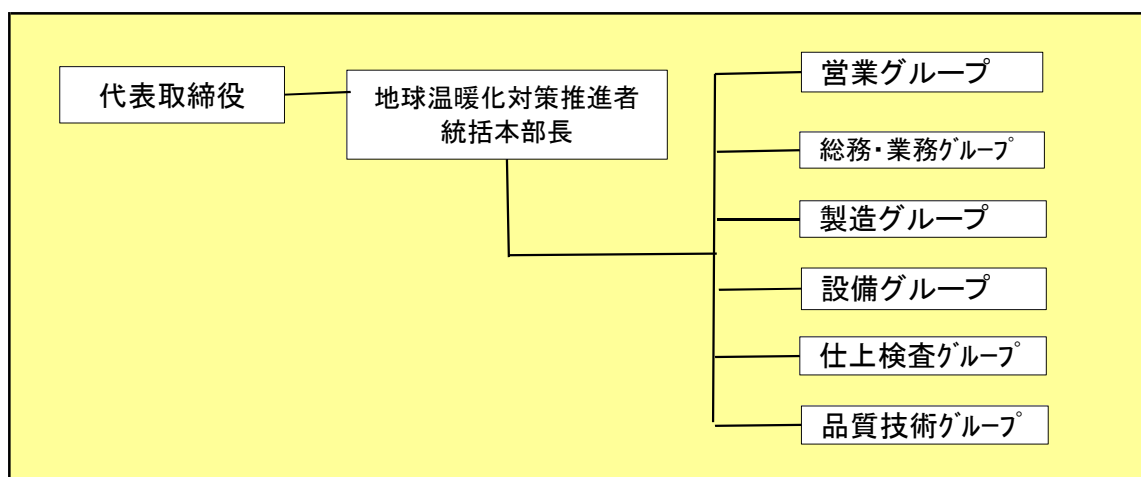 代表取締役
地球温暖化対策推進者
統括本部長
営業グループ
総務・業務ｸﾞﾙｰﾌﾟ
製造グループ
設備グループ
仕上検査ｸﾞﾙｰﾌﾟ
品質技術ｸﾞﾙｰﾌﾟ